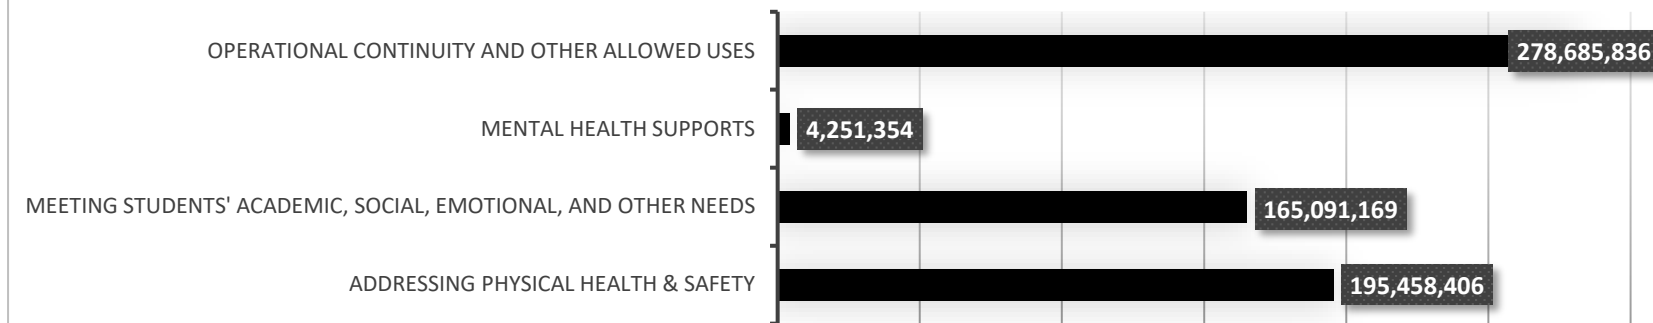 OPERATIONAL CONTINUITY AND OTHER ALLOWED USES
278,685,836
MENTAL HEALTH SUPPORTS
4,251,354
MEETING STUDENTS' ACADEMIC, SOCIAL, EMOTIONAL, AND OTHER NEEDS
165,091,169
ADDRESSING PHYSICAL HEALTH & SAFETY
195,458,406